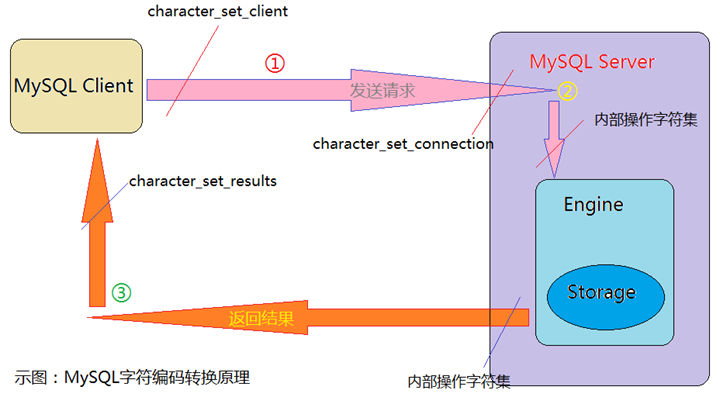 character_set_client
MySQL Client
①
发送请求
MySQL Server
②
character_set_connection
内部操作字符集
character_set_results
Engine
Storage
③
返回结果
内部操作字符集
示图：MySQL字符编码转换原理